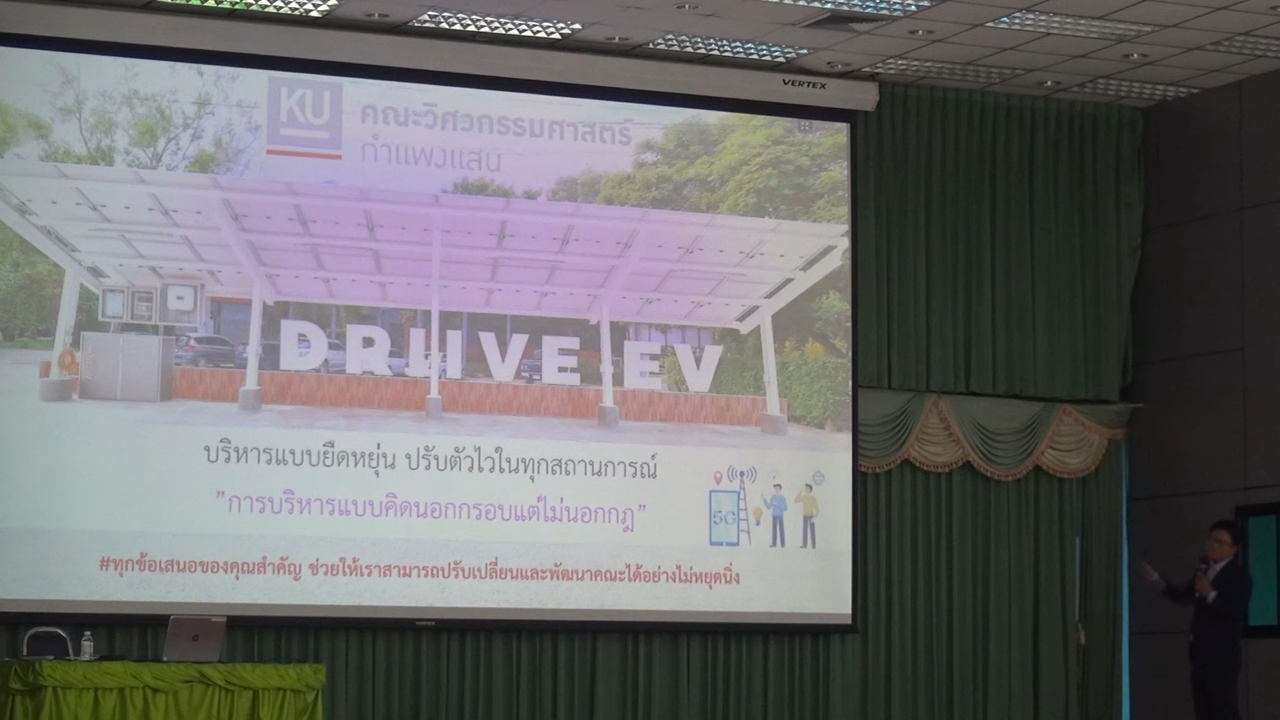 VERTEX
KU
คณะวิศวกรรมศาสตร์
กำแพงแสน
DRIIVE-EV
บริหารแบบยืดหยุ่น ปรับตัวไวในทุกสถานการณ์
"การบริหารแบบคิดนอกกรอบแต่ไม่นอกกฎ"
5G
#ทุกข้อเสนอของคุณสำคัญ ช่วยให้เราสามารถปรับเปลี่ยนและพัฒนาคณะได้อย่างไม่หยุดนิ่ง
VERTEX